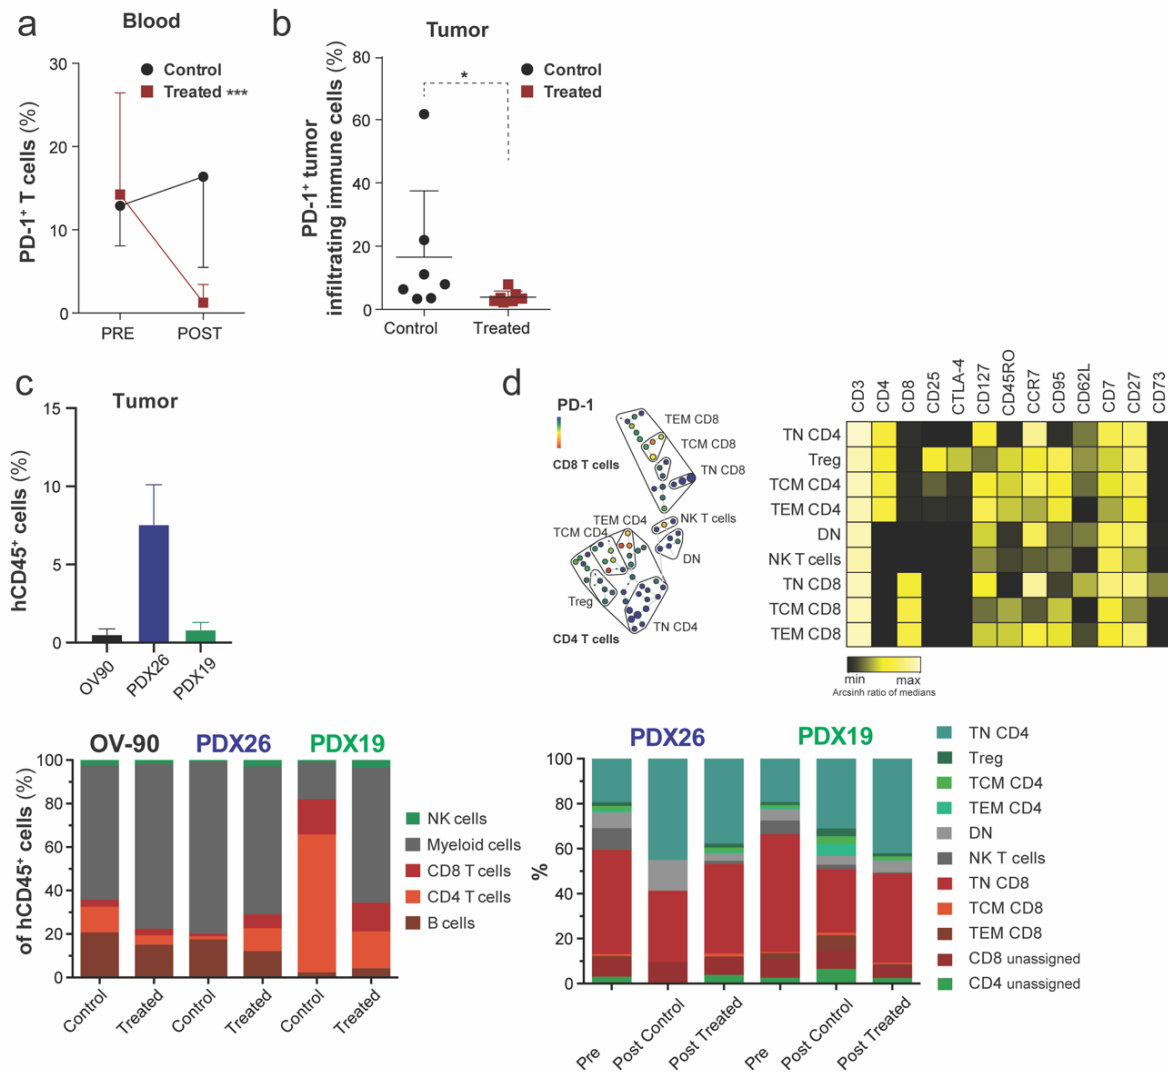 a
Blood
PD-1+ T cells (%)
30
20
10
0
PRE
POST
Control
Treated ***
b
Tumor
PD-1+ tumor
infiltrating immune cells (%)
80
60
40
20
0
*
Control
Treated
Control
Treated
c
Tumor
hCD45+ cells (%)
15
10
5
0
OV90
PDX26
PDX19
OV-90
PDX26
PDX19
of hCD45+ cells (%)
100
80
60
40
20
0
Control
Treated
Control
Treated
Control
Treated
NK cells
Myeloid cells
CD8 T cells
CD4 T cells
B cells
d
PD-1
CD8 T cells
TEM CD8
TCM CD8
TN CD8
NK T cells
TEM CD4
TCM CD4
DN
Treg
TN CD4
CD4 T cells
CD3
CD4
CD8
CD25
CTLA-4
CD127
CD45RO
CCR7
CD95
CD62L
CD7
CD27
CD73
TN CD4
Treg
TCM CD4
TEM CD4
DN
NK T cells
TN CD8
TCM CD8
TEM CD8
min
max
Arcsinh ratio of medians
PDX26
PDX19
%
100
80
60
40
20
0
Pre
Post Control
Post Treated
Pre
Post Control
Post Treated
TN CD4
Treg
TCM CD4
TEM CD4
DN
NK T cells
TN CD8
TCM CD8
TEM CD8
CD8 unassigned
CD4 unassigned